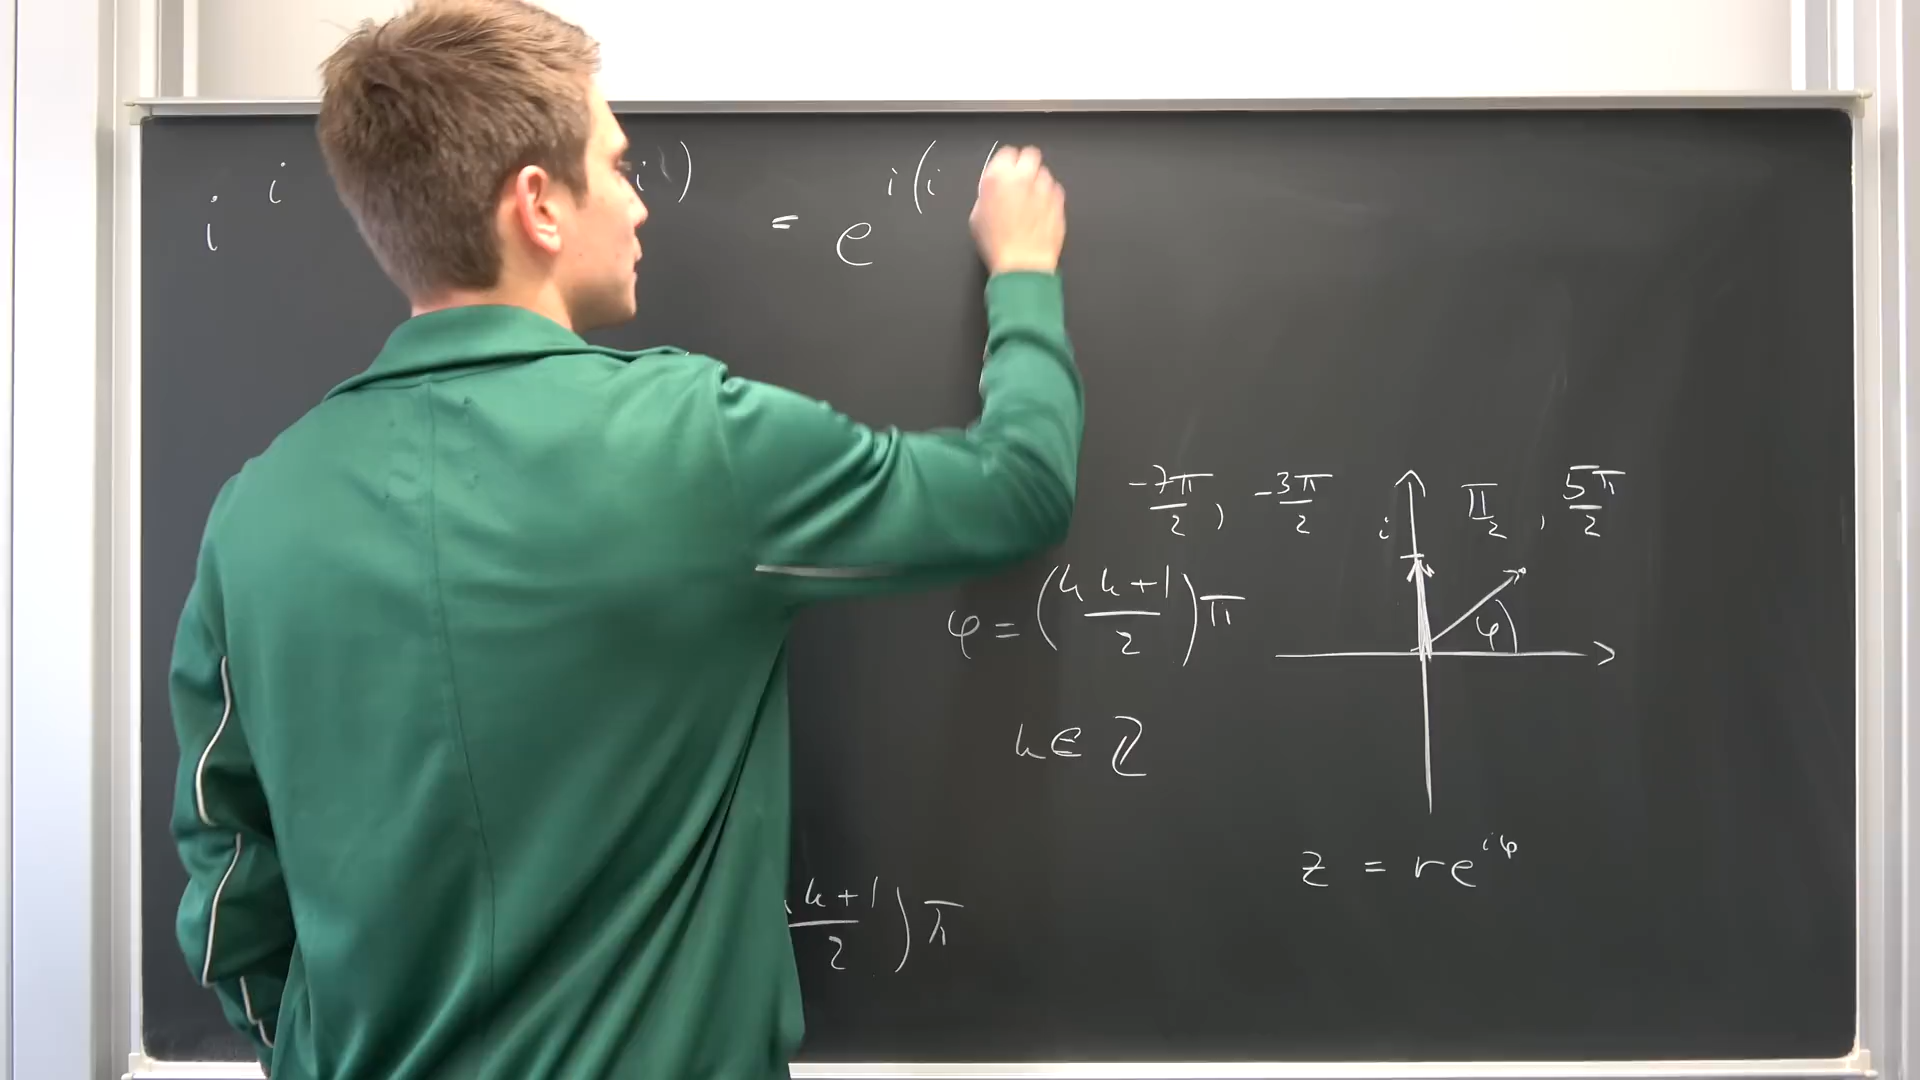 i^i i) = e^{i(i (
-7π/2, -3π/2 i π/2, 5π/2
φ = (4k+1/2)π φ
k ∈ ℤ
z = re^{iφ}
k+1/2)π